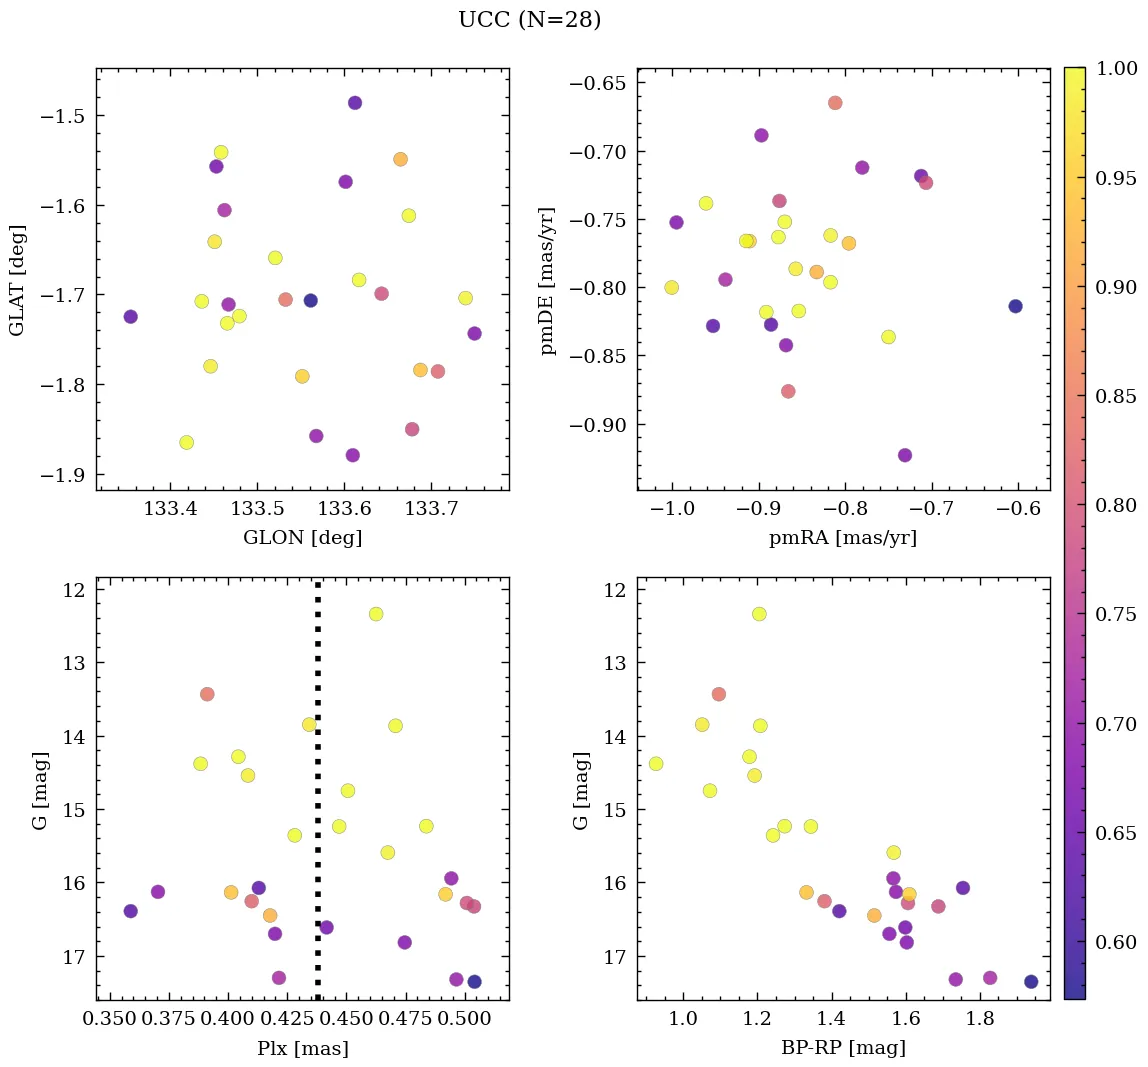 UCC (N=28)
−1.5
−1.6
−1.7
−1.8
−1.9
GLAT [deg]
133.4 133.5 133.6 133.7
GLON [deg]
−0.65
−0.70
−0.75
−0.80
−0.85
−0.90
pmDE [mas/yr]
−1.0 −0.9 −0.8 −0.7 −0.6
pmRA [mas/yr]
12
13
14
15
16
17
G [mag]
0.350 0.375 0.400 0.425 0.450 0.475 0.500
Plx [mas]
12
13
14
15
16
17
G [mag]
1.0 1.2 1.4 1.6 1.8
BP-RP [mag]
1.00
0.95
0.90
0.85
0.80
0.75
0.70
0.65
0.60